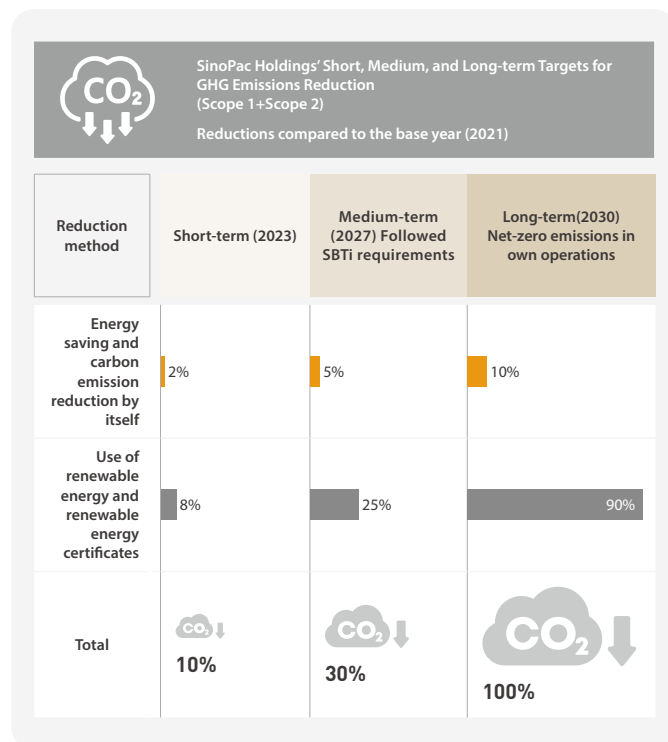 CO2
SinoPac Holdings' Short, Medium, and Long-term Targets for
GHG Emissions Reduction
(Scope 1+Scope 2)
Reductions compared to the base year (2021)
Reduction
method
Short-term (2023)
Medium-term
(2027) Followed
SBTi requirements
Long-term(2030)
Net-zero emissions in
own operations
Energy
saving and
carbon
emission
reduction by
itself
2%
5%
10%
Use of
renewable
energy and
renewable
energy
certificates
8%
25%
90%
Total
CO2
10%
CO2
30%
CO2
100%